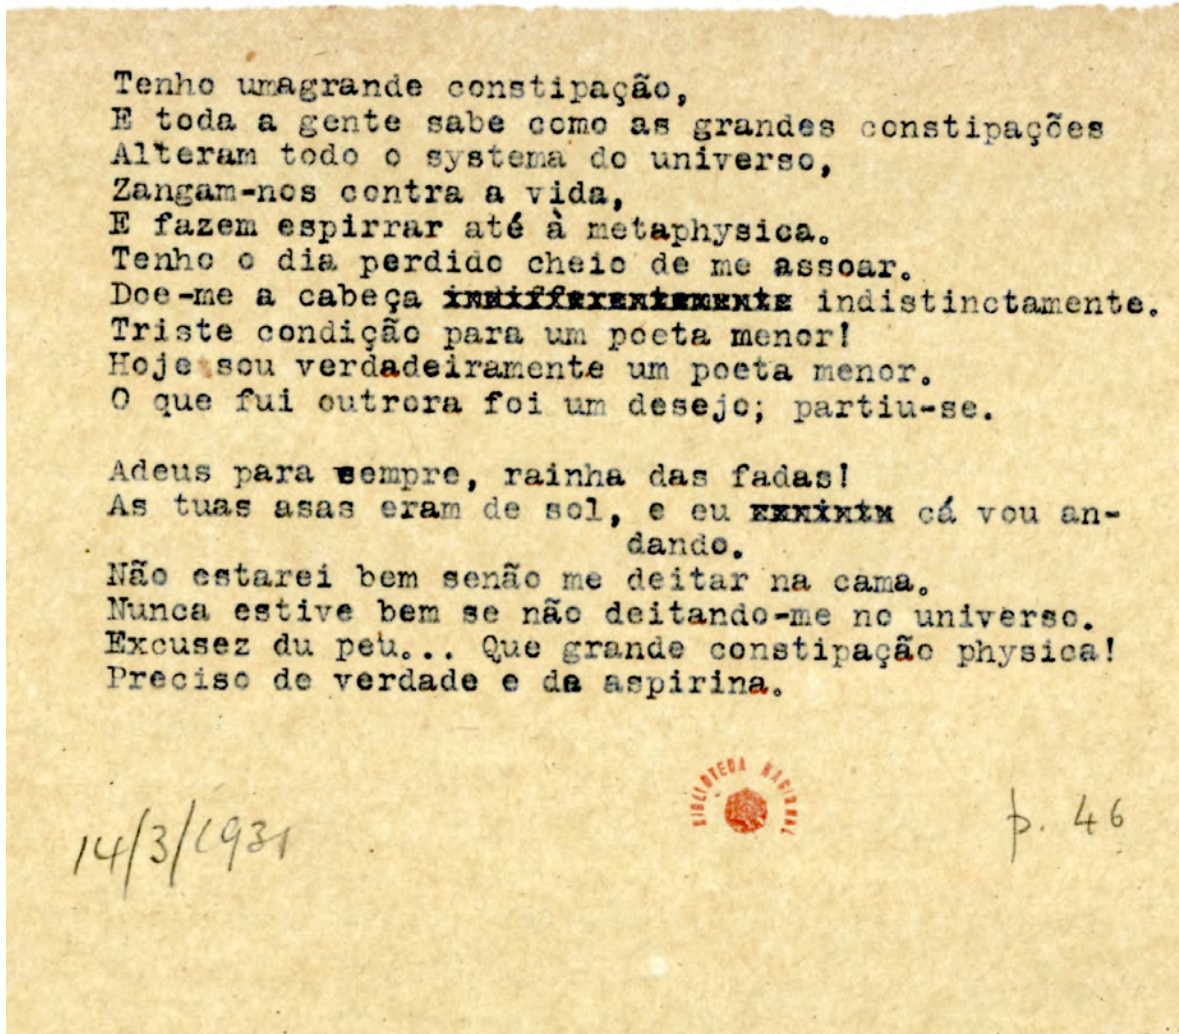 Tenho umagrande constipação,
E toda a gente sabe como as grandes constipações
Alteram todo o systema do universo,
Zangam-nos contra a vida,
E fazem espirrar até à metaphysica.
Tenho o dia perdido cheio de me assoar.
Doe-me a cabeça indistinctamente.
Triste condição para um poeta menor!
Hoje sou verdadeiramente um poeta menor.
O que fui outrora foi um desejo; partiu-se.
Adeus para sempre, rainha das fadas!
As tuas asas eram de sol, e eu cá vou an-
dando.
Não estarei bem senão me deitar na cama.
Nunca estive bem se não deitando-me no universo.
Excusez du peu... Que grande constipação physica!
Preciso de verdade e da aspirina.
BIBLIOTECA NACIONAL
14/3/1931
p. 46